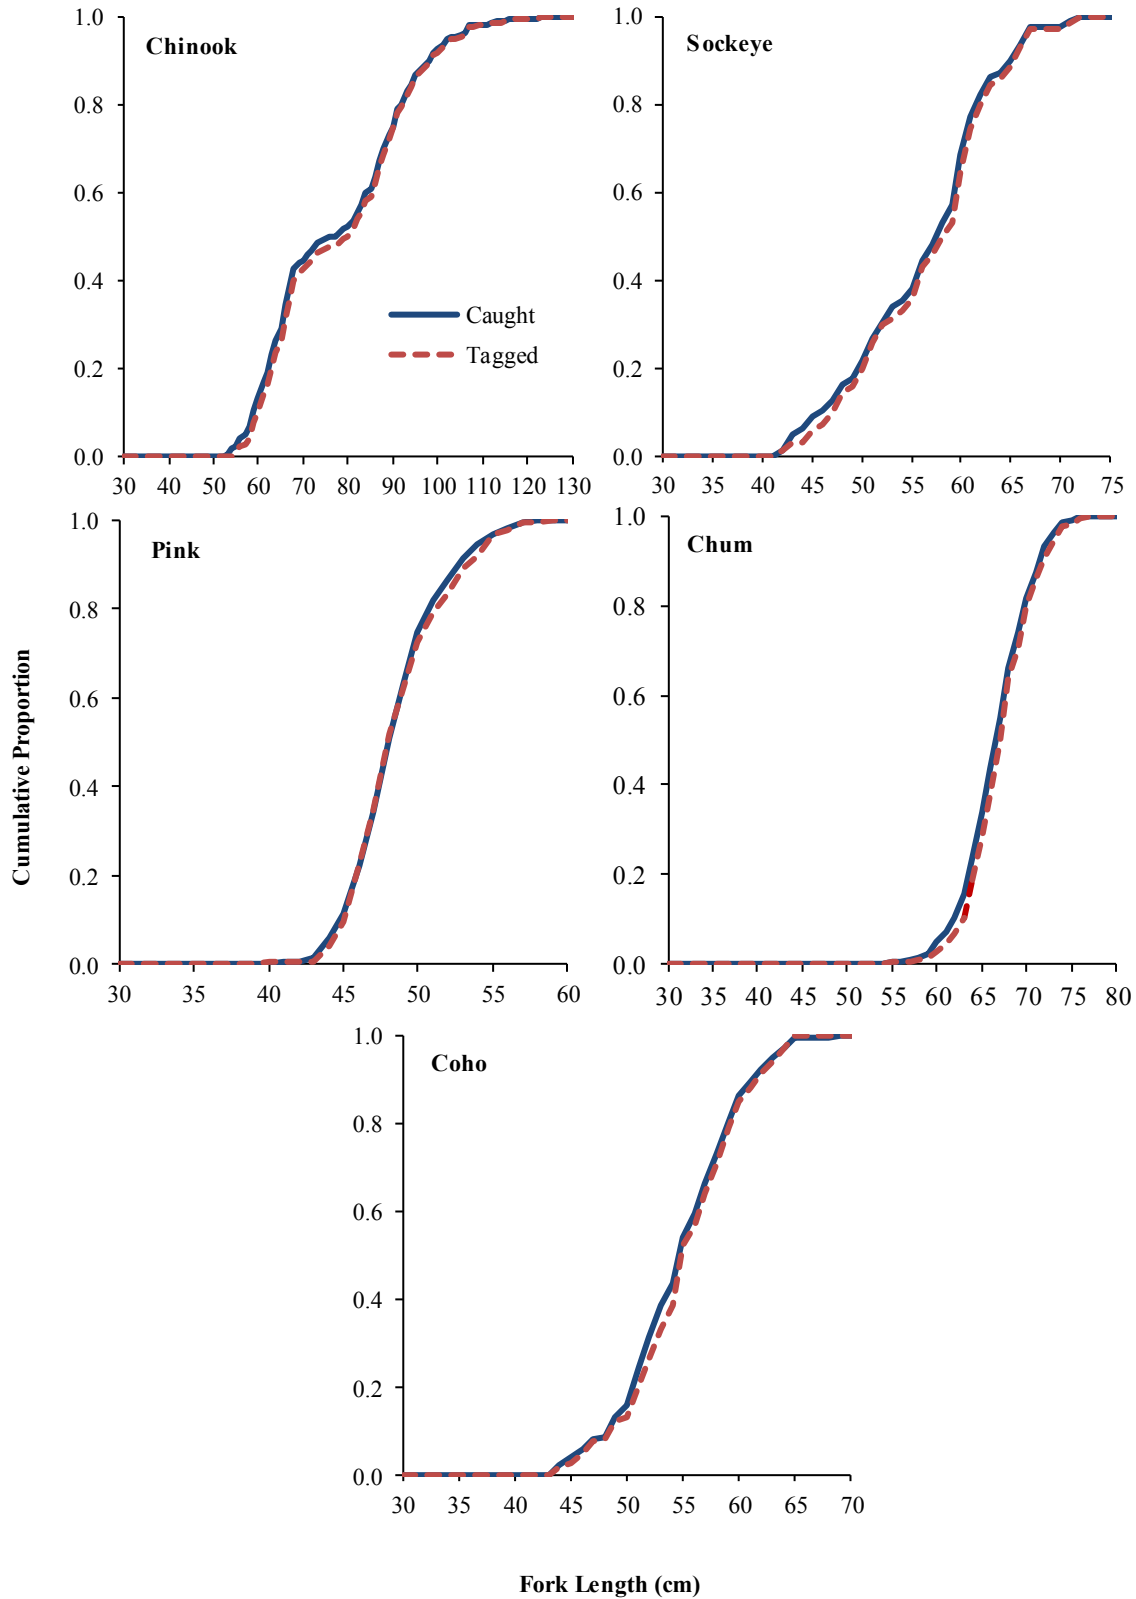 Chinook
1.0
0.8
0.6
0.4
0.2
0.0
Caught
Tagged
30 40 50 60 70 80 90 100 110 120 130
Sockeye
1.0
0.8
0.6
0.4
0.2
0.0
30 35 40 45 50 55 60 65 70 75
Cumulative Proportion
Pink
1.0
0.8
0.6
0.4
0.2
0.0
30 35 40 45 50 55 60
Chum
1.0
0.8
0.6
0.4
0.2
0.0
30 35 40 45 50 55 60 65 70 75 80
Coho
1.0
0.8
0.6
0.4
0.2
0.0
30 35 40 45 50 55 60 65 70
Fork Length (cm)